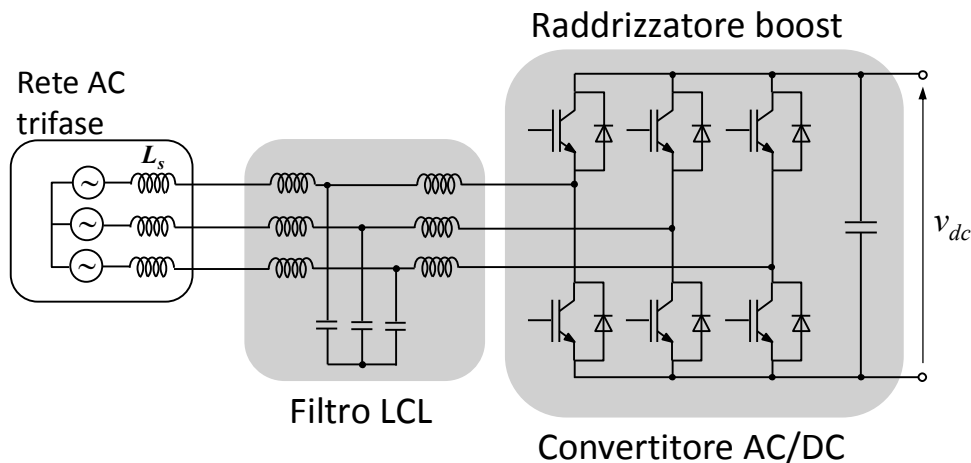 Raddrizzatore boost
Rete AC
trifase
L_s
v_dc
Filtro LCL
Convertitore AC/DC